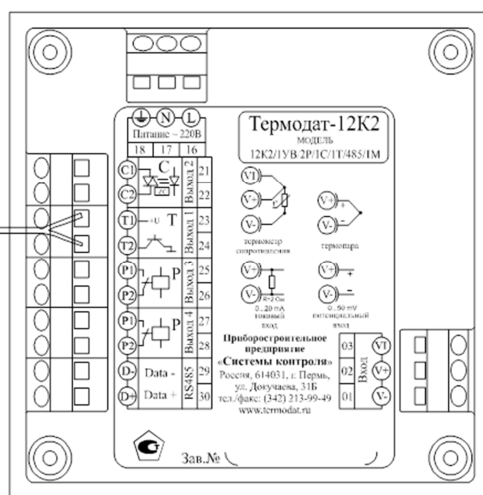 Термодат-12К2
МОДЕЛЬ
12К2/1УВ/2Р/1С/1Т/485/1М
N L
Питание ~ 220В
18 17 16
C1 C 21
C2 22
Выход 2
T1 +U T 23
T2 24
Выход 1
P1 P 25
P2 26
Выход 3
P1 P 27
P2 28
Выход 4
D- Data - 29
D+ Data + 30
RS485
VI
V+
V-
t°
термометр
сопротивления
V+ +
V- -
термопара
V+
V-
R=2 Ом
0...20 mA
токовый
вход
V+ +
V- -
0...50 mV
потенциальный
вход
Приборостроительное
предприятие
«Системы контроля»
Россия, 614031, г. Пермь,
ул. Докучаева, 31Б
тел./факс: (342) 213-99-49
www.termodat.ru
03 VI
02 V+
01 V-
Вход
Зав.№